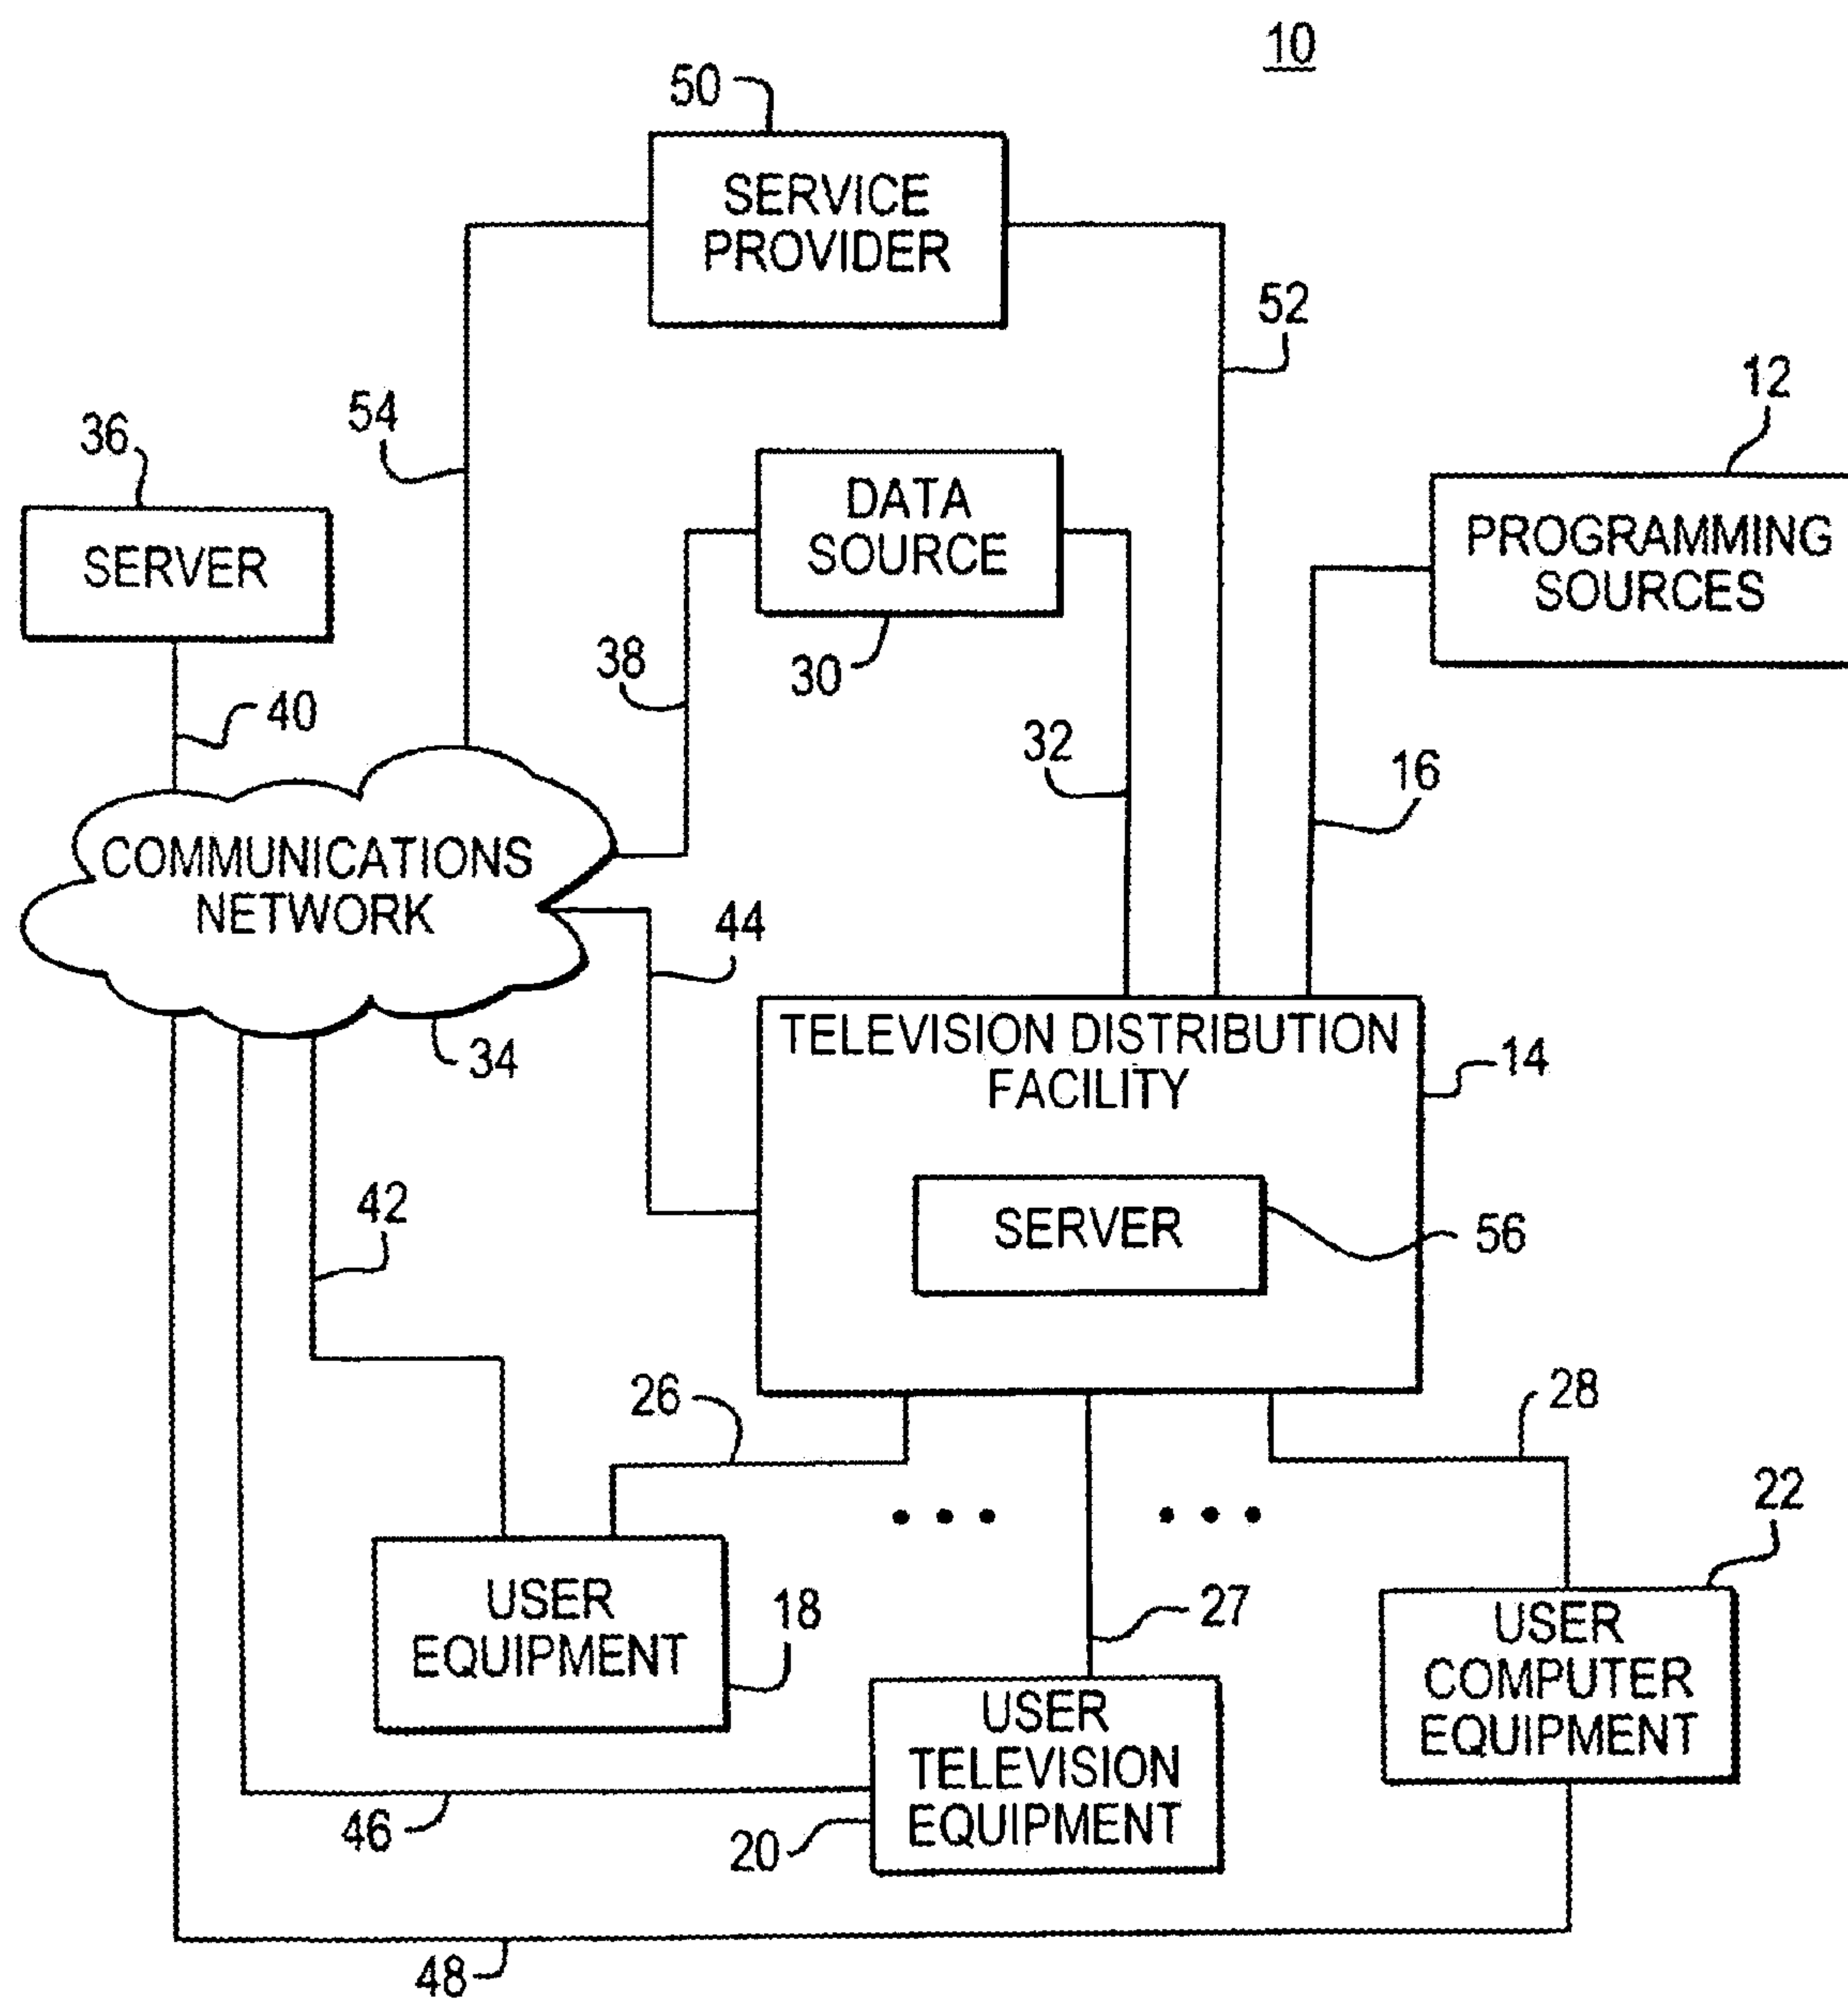 10
50
SERVICE
PROVIDER
52
12
54
36
SERVER
DATA
SOURCE
PROGRAMMING
SOURCES
30
38
40
32
16
COMMUNICATIONS
NETWORK
44
34
TELEVISION DISTRIBUTION
FACILITY
14
SERVER
56
42
26
28
22
USER
EQUIPMENT
18
27
USER
COMPUTER
EQUIPMENT
USER
TELEVISION
EQUIPMENT
46
20
48